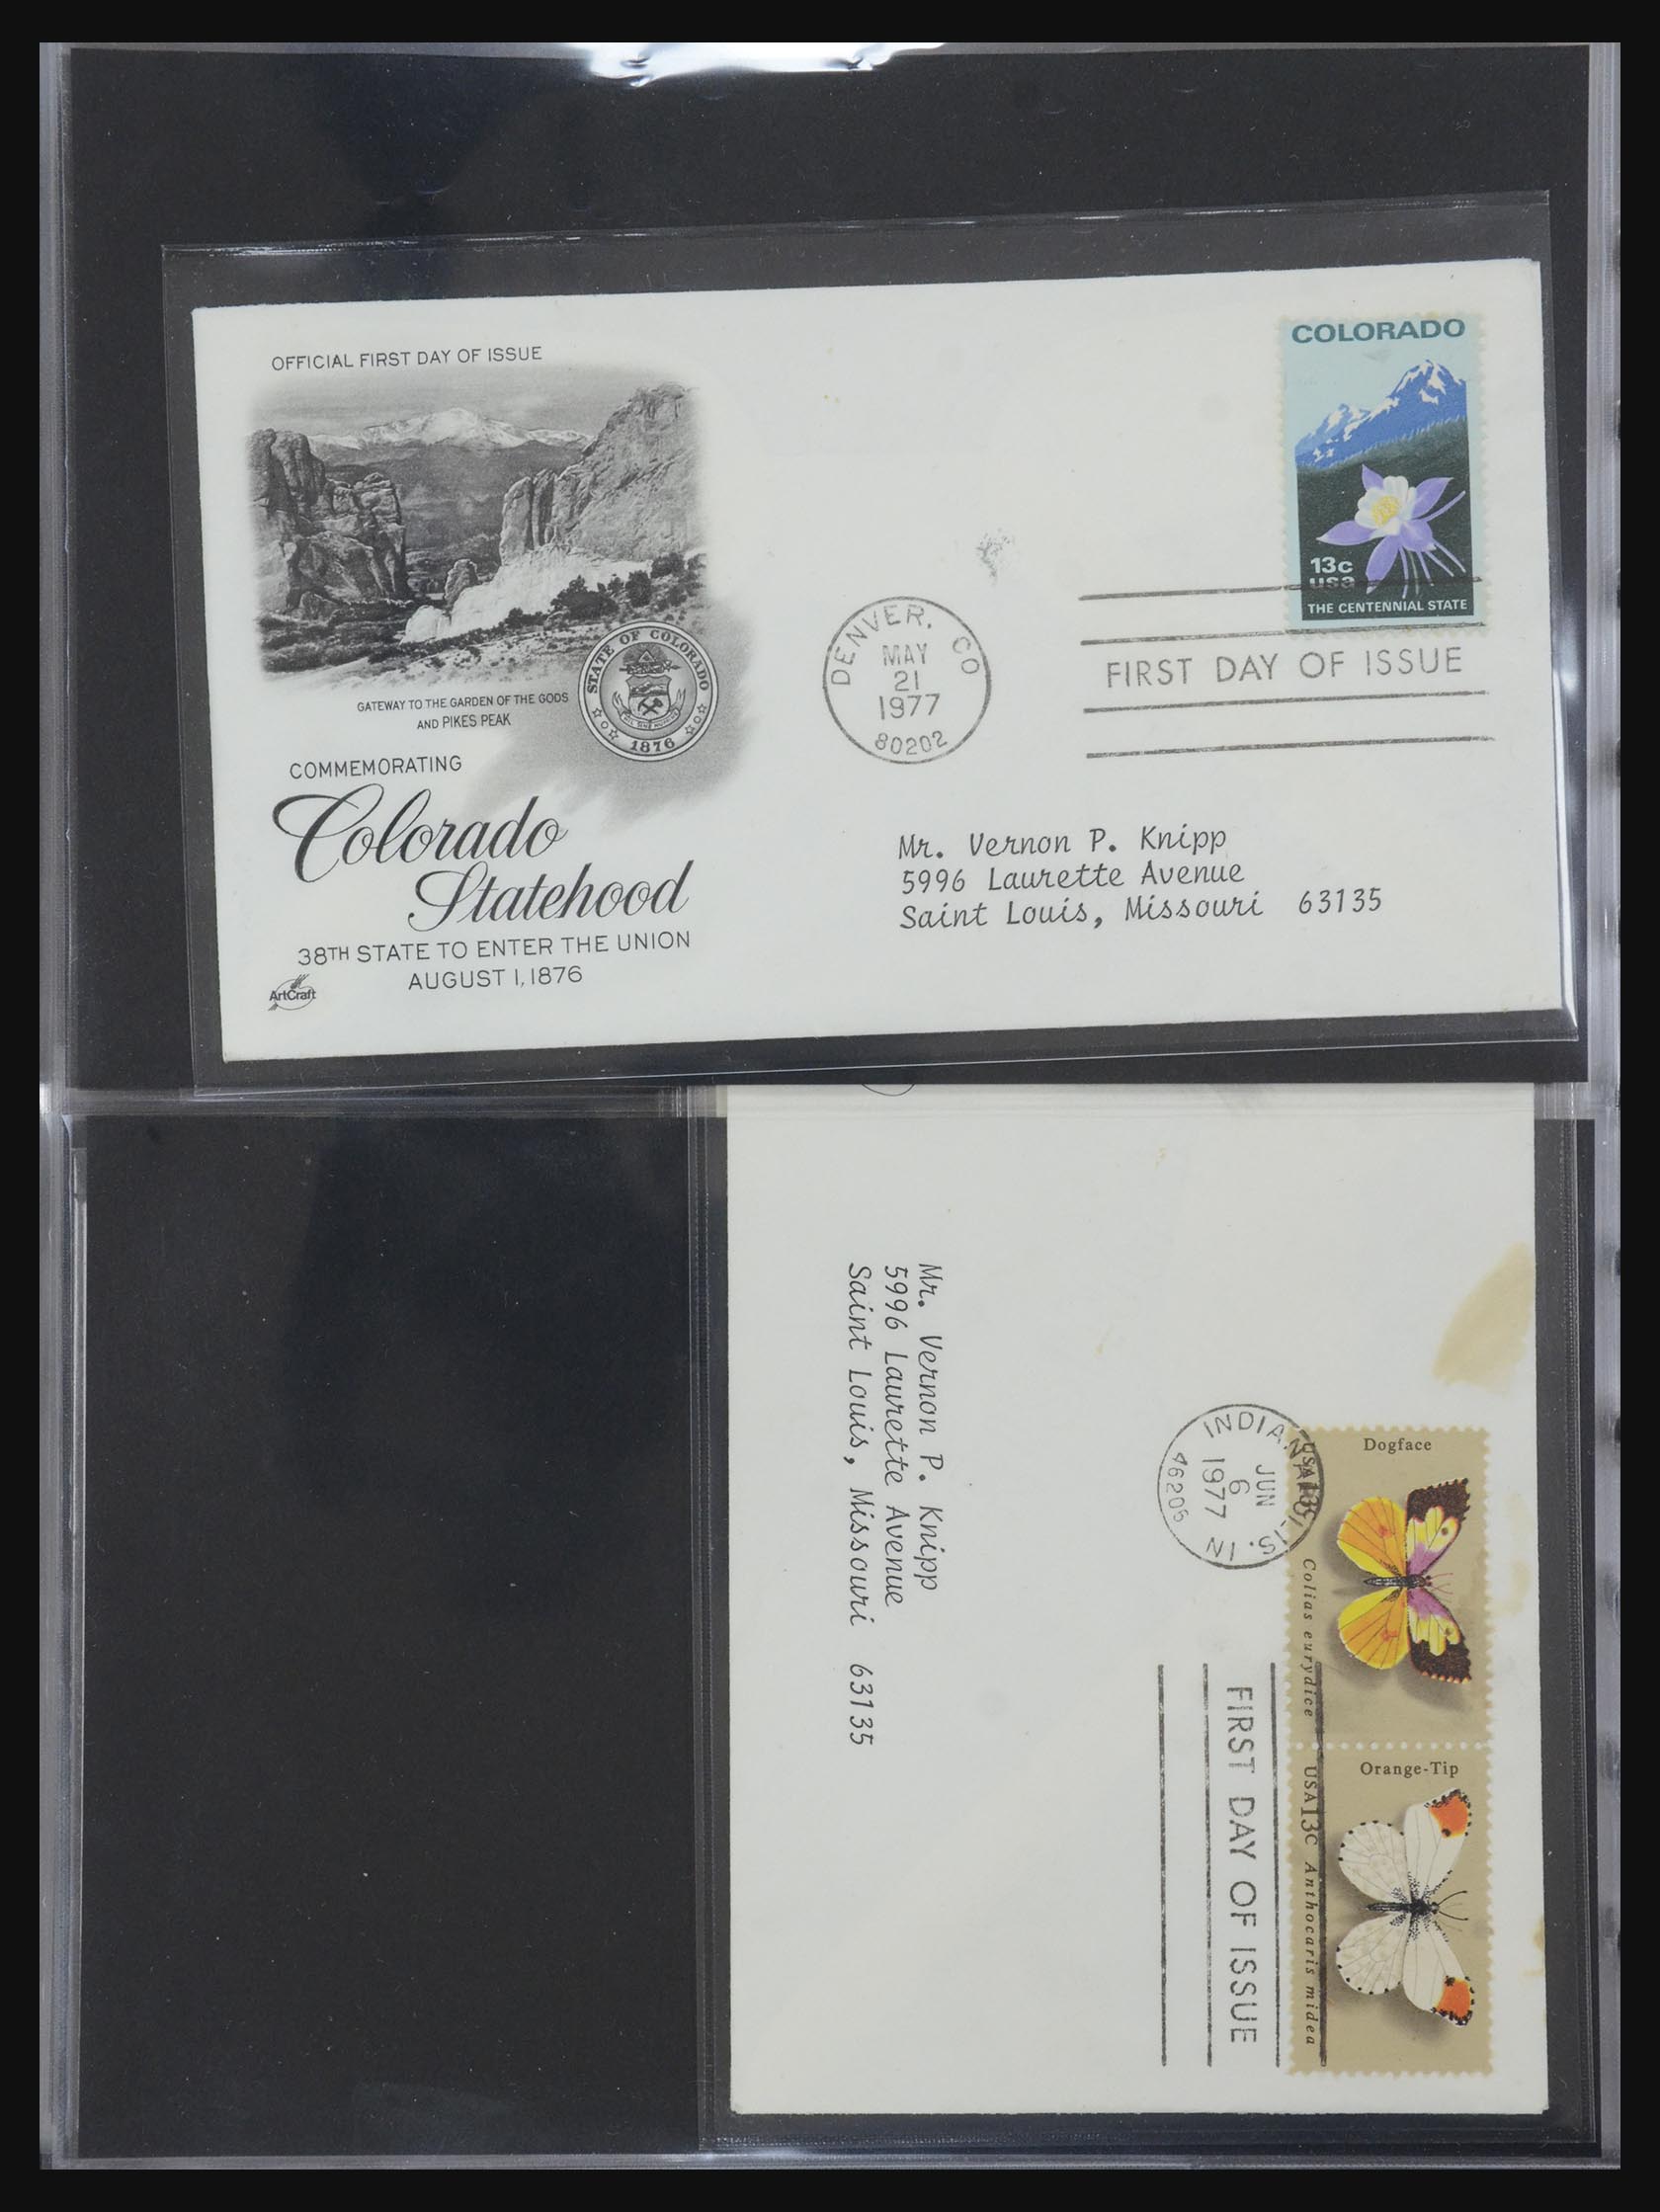 OFFICIAL FIRST DAY OF ISSUE
GATEWAY TO THE GARDEN OF THE GODS
AND PIKES PEAK
STATE OF COLORADO
1876
COMMEMORATING
Colorado
Statehood
38TH STATE TO ENTER THE UNION
AUGUST 1, 1876
ArtCraft
COLORADO
13c
usa
THE CENTENNIAL STATE
DENVER, CO
MAY
21
1977
80202
FIRST DAY OF ISSUE
Mr. Vernon P. Knipp
5996 Laurette Avenue
Saint Louis, Missouri 63135
Dogface
USA13c Colias eurydice
Orange-Tip
USA13c Anthocaris midea
INDIANAPOLIS, IN
JUN
6
1977
46206
FIRST DAY OF ISSUE
Mr. Vernon P. Knipp
5996 Laurette Avenue
Saint Louis, Missouri 63135